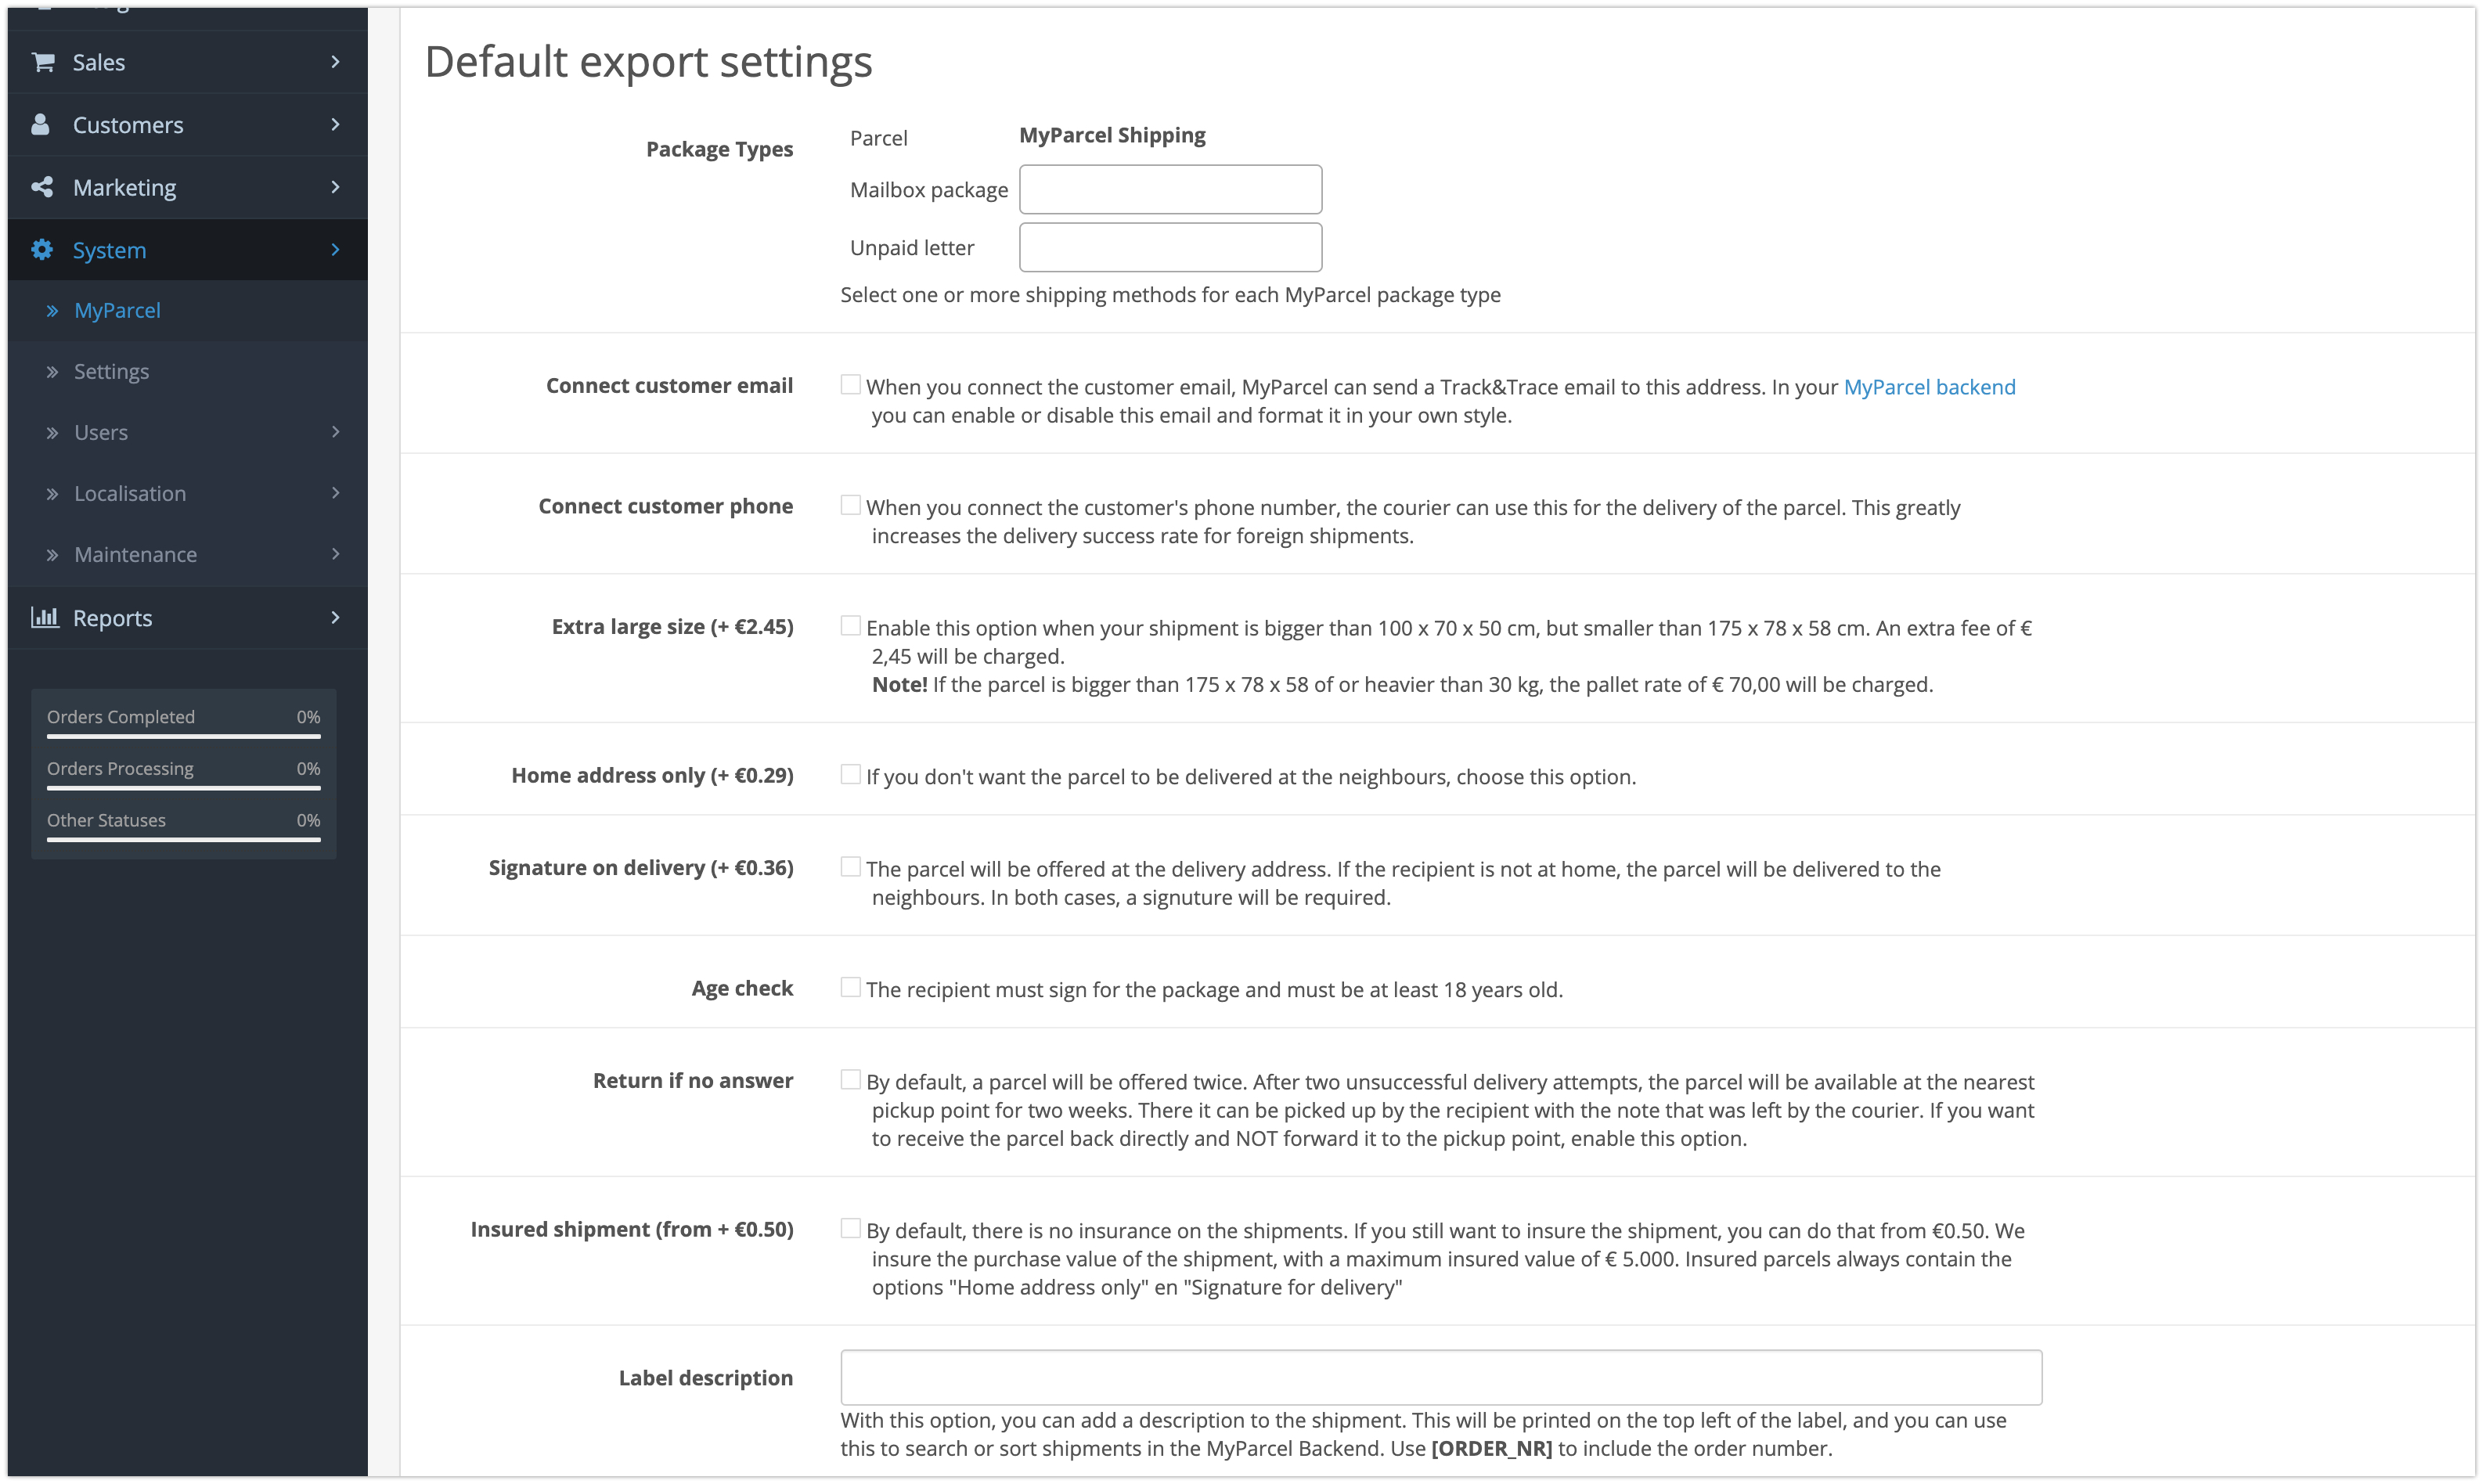 Sales
Customers
Marketing
System
MyParcel
Settings
Users
Localisation
Maintenance
Reports
Orders Completed 0%
Orders Processing 0%
Other Statuses 0%
Default export settings
Package Types
Parcel MyParcel Shipping
Mailbox package
Unpaid letter
Select one or more shipping methods for each MyParcel package type
Connect customer email
When you connect the customer email, MyParcel can send a Track&Trace email to this address. In your MyParcel backend
you can enable or disable this email and format it in your own style.
Connect customer phone
When you connect the customer's phone number, the courier can use this for the delivery of the parcel. This greatly
increases the delivery success rate for foreign shipments.
Extra large size (+ €2.45)
Enable this option when your shipment is bigger than 100 x 70 x 50 cm, but smaller than 175 x 78 x 58 cm. An extra fee of €
2,45 will be charged.
Note! If the parcel is bigger than 175 x 78 x 58 of or heavier than 30 kg, the pallet rate of € 70,00 will be charged.
Home address only (+ €0.29)
If you don't want the parcel to be delivered at the neighbours, choose this option.
Signature on delivery (+ €0.36)
The parcel will be offered at the delivery address. If the recipient is not at home, the parcel will be delivered to the
neighbours. In both cases, a signuture will be required.
Age check
The recipient must sign for the package and must be at least 18 years old.
Return if no answer
By default, a parcel will be offered twice. After two unsuccessful delivery attempts, the parcel will be available at the nearest
pickup point for two weeks. There it can be picked up by the recipient with the note that was left by the courier. If you want
to receive the parcel back directly and NOT forward it to the pickup point, enable this option.
Insured shipment (from + €0.50)
By default, there is no insurance on the shipments. If you still want to insure the shipment, you can do that from €0.50. We
insure the purchase value of the shipment, with a maximum insured value of € 5.000. Insured parcels always contain the
options "Home address only" en "Signature for delivery"
Label description
With this option, you can add a description to the shipment. This will be printed on the top left of the label, and you can use
this to search or sort shipments in the MyParcel Backend. Use [ORDER_NR] to include the order number.